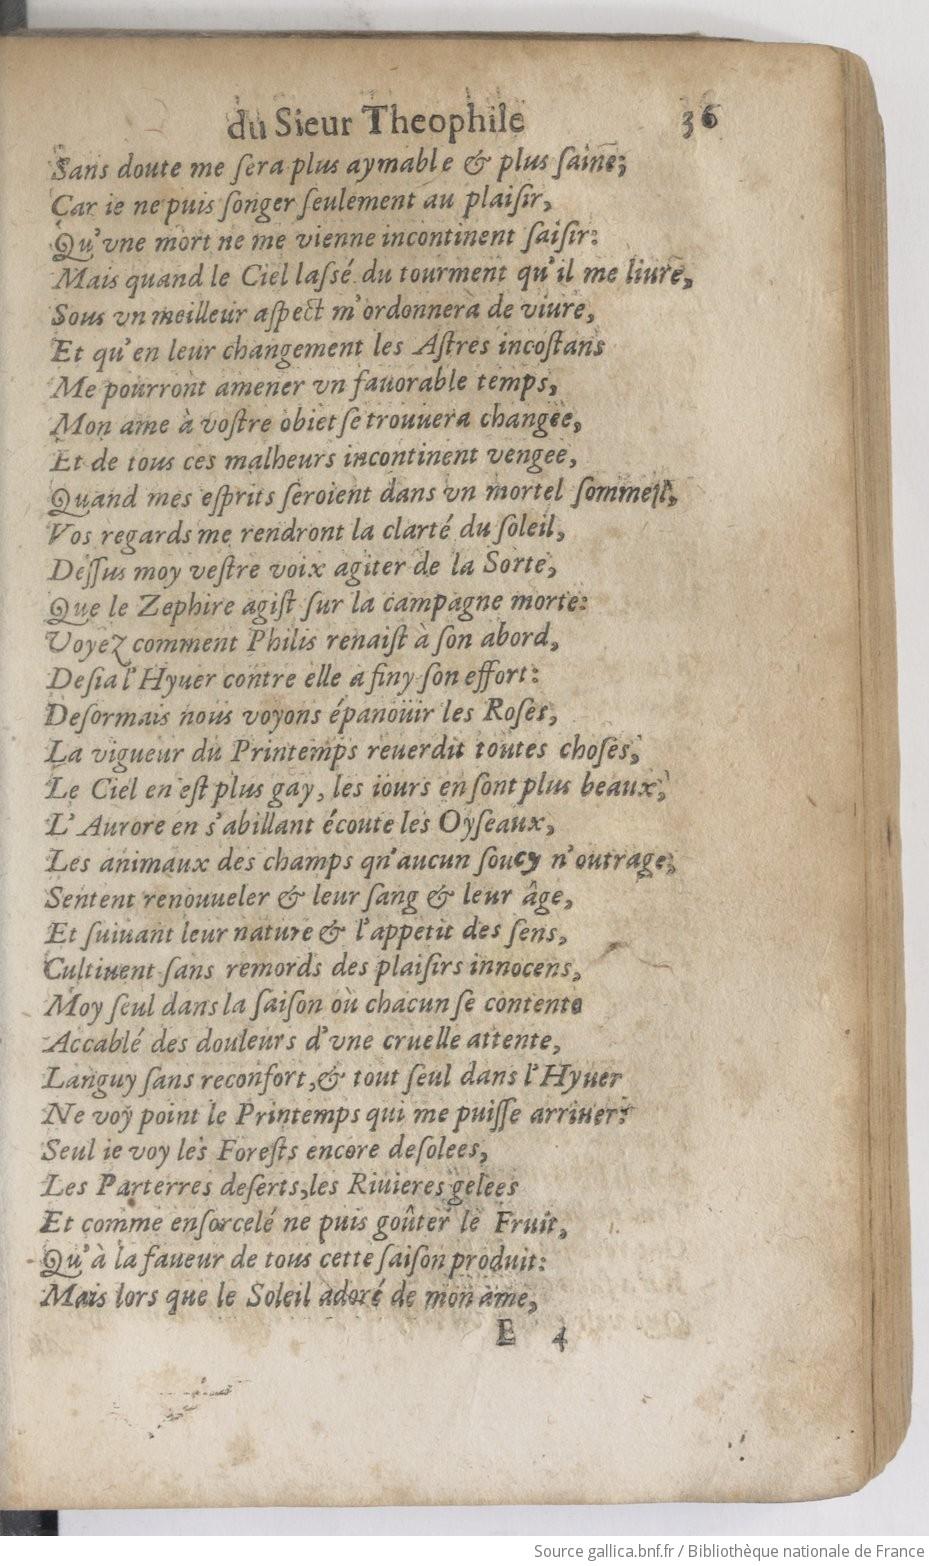 du Sieur Theophile 36
Sans doute me ſera plus aymable & plus ſaine;
Car ie ne puis ſonger ſeulement au plaiſir,
Qu'vne mort ne me vienne incontinent ſaiſir:
Mais quand le Ciel laſsé du tourment qu'il me liure,
Sous vn meilleur aſpect m'ordonnera de viure,
Et qu'en leur changement les Aſtres incoſtans
Me pourront amener vn fauorable temps,
Mon ame à voſtre obiet ſe trouuera changée,
Et de tous ces malheurs incontinent vengee,
Quand mes eſprits ſeroient dans vn mortel ſommeil,
Vos regards me rendront la clarté du ſoleil,
Deſſus moy veſtre voix agiter de la Sorte,
Que le Zephire agiſt ſur la campagne morte:
Voyez comment Philis renaiſt à ſon abord,
Deſia l'Hyuer contre elle a finy ſon effort:
Deſormais nous voyons épanoüir les Roſes,
La vigueur du Printemps reuerdit toutes choſes,
Le Ciel en eſt plus gay, les iours en ſont plus beaux,
L'Aurore en s'abillant écoute les Oyſeaux,
Les animaux des champs qu'aucun ſoucy n'outrage,
Sentent renouueler & leur ſang & leur âge,
Et ſuiuant leur nature & l'appetit des ſens,
Cultiuent ſans remords des plaiſirs innocens,
Moy ſeul dans la ſaiſon où chacun ſe contente
Accablé des douleurs d'vne cruelle attente,
Languy ſans reconfort, & tout ſeul dans l'Hyuer
Ne voy point le Printemps qui me puiſſe arriuer:
Seul ie voy les Foreſts encore deſolees,
Les Parterres deſerts, les Riuieres gelees
Et comme enſorcelé ne puis goûter le Fruit,
Qu'à la faueur de tous cette ſaiſon produit:
Mais lors que le Soleil adoré de mon ame,
E 4
Source gallica.bnf.fr / Bibliothèque nationale de France